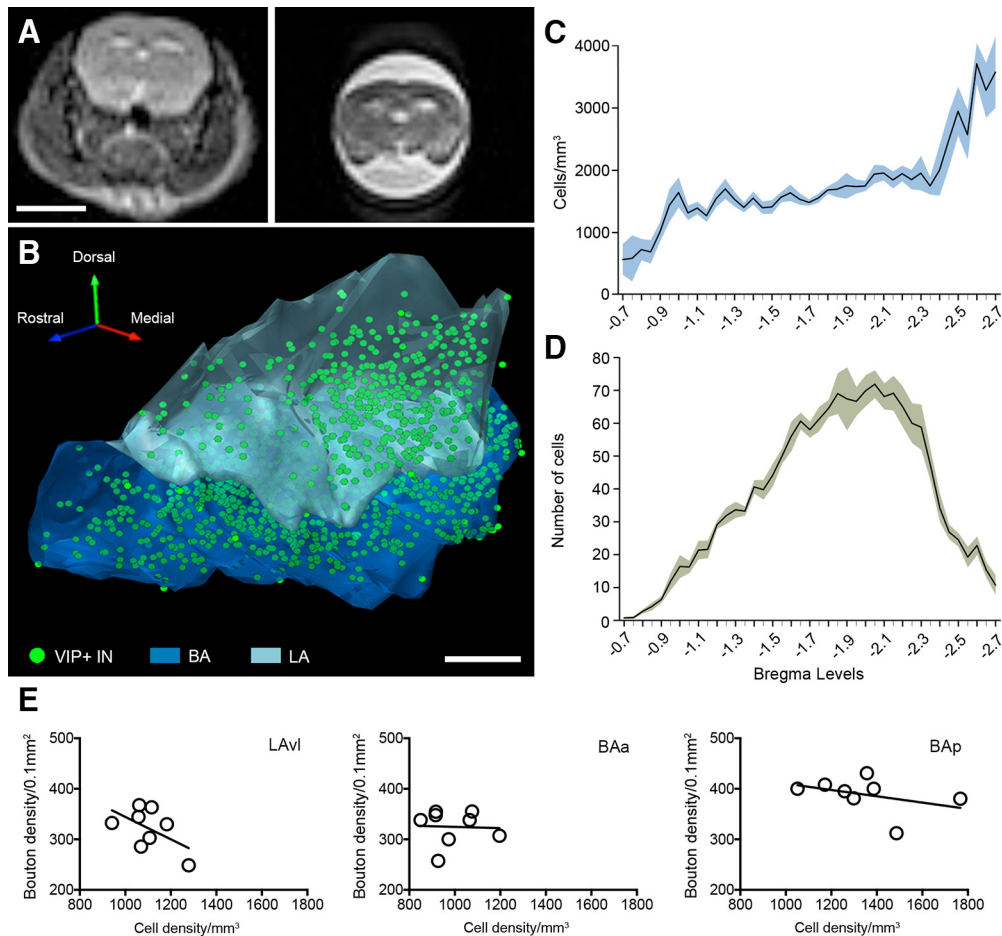 A
B
Dorsal
Rostral
Medial
VIP+ IN
BA
LA
C
Cells/mm³
4000
3000
2000
1000
0
-0.7
-0.9
-1.1
-1.3
-1.5
-1.7
-1.9
-2.1
-2.3
-2.5
-2.7
D
Number of cells
80
70
60
50
40
30
20
10
0
-0.7
-0.9
-1.1
-1.3
-1.5
-1.7
-1.9
-2.1
-2.3
-2.5
-2.7
Bregma Levels
E
Bouton density/0.1mm²
500
400
300
200
LAvl
800 1000 1200 1400 1600 1800
Cell density/mm³
Bouton density/0.1mm²
500
400
300
200
BAa
800 1000 1200 1400 1600 1800
Cell density/mm³
Bouton density/0.1mm²
500
400
300
200
BAp
800 1000 1200 1400 1600 1800
Cell density/mm³